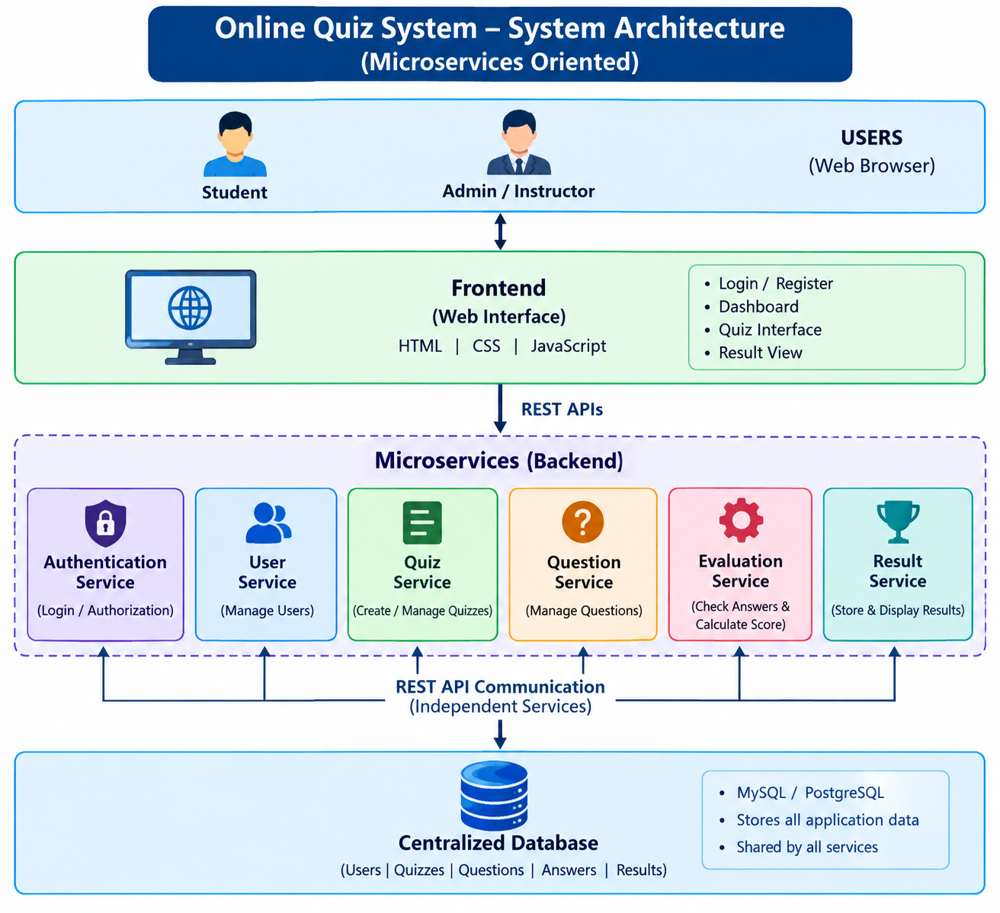 Online Quiz System – System Architecture
(Microservices Oriented)
Student
Admin / Instructor
USERS
(Web Browser)
Frontend
(Web Interface)
HTML | CSS | JavaScript
• Login / Register
• Dashboard
• Quiz Interface
• Result View
REST APIs
Microservices (Backend)
Authentication
Service
(Login / Authorization)
User
Service
(Manage Users)
Quiz
Service
(Create / Manage Quizzes)
Question
Service
(Manage Questions)
Evaluation
Service
(Check Answers &
Calculate Score)
Result
Service
(Store & Display Results)
REST API Communication
(Independent Services)
Centralized Database
(Users | Quizzes | Questions | Answers | Results)
• MySQL / PostgreSQL
• Stores all application data
• Shared by all services